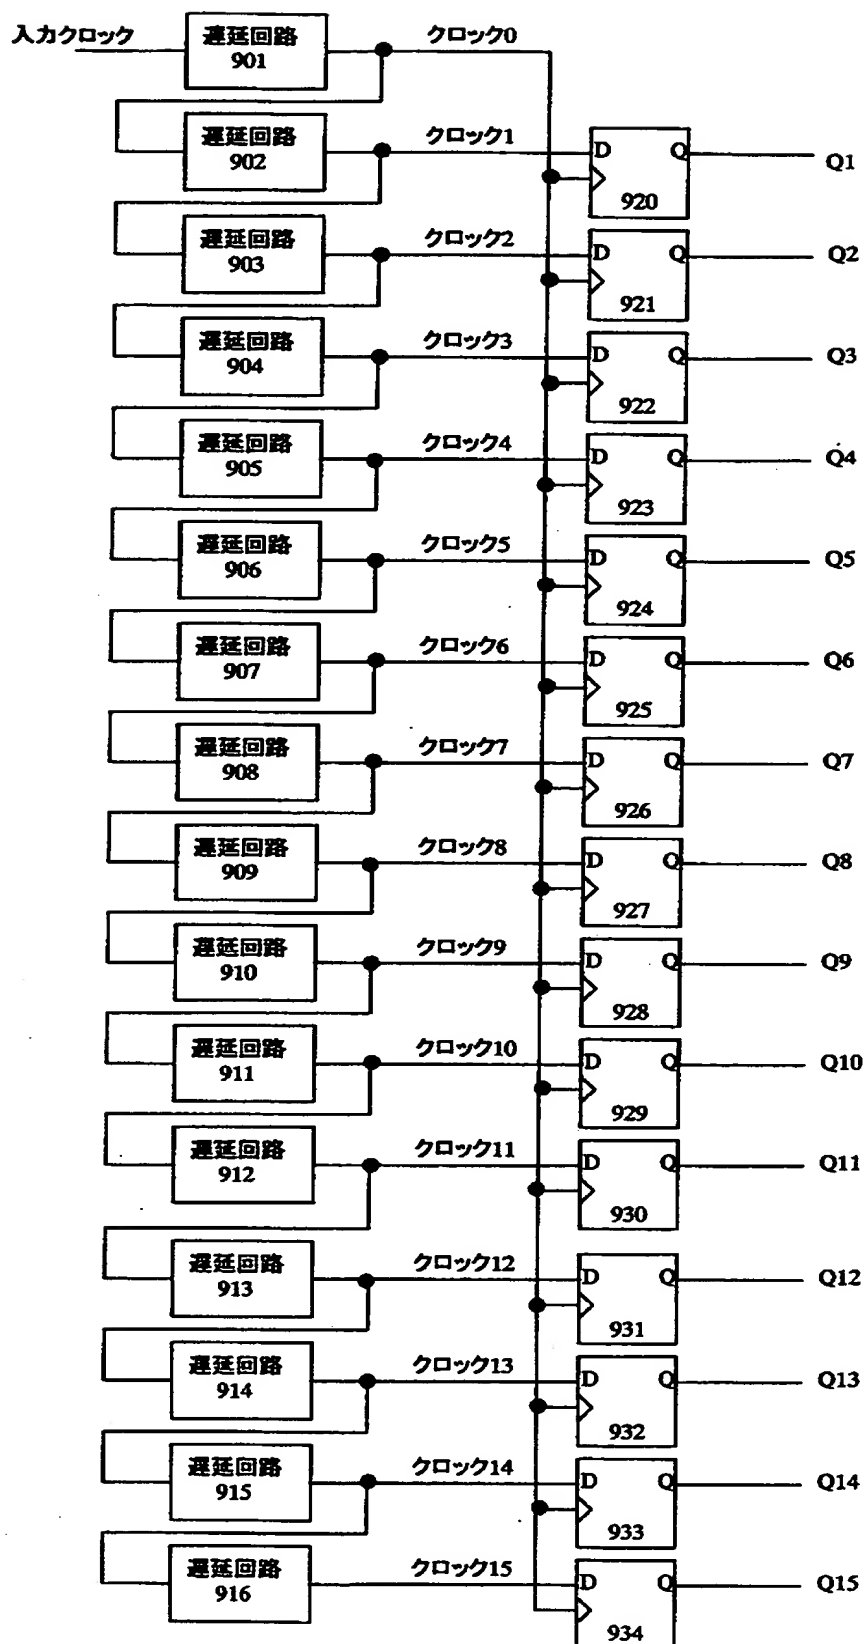 入力クロック
遅延回路
901
クロック0
遅延回路
902
クロック1
D Q
920
Q1
遅延回路
903
クロック2
D Q
921
Q2
遅延回路
904
クロック3
D Q
922
Q3
遅延回路
905
クロック4
D Q
923
Q4
遅延回路
906
クロック5
D Q
924
Q5
遅延回路
907
クロック6
D Q
925
Q6
遅延回路
908
クロック7
D Q
926
Q7
遅延回路
909
クロック8
D Q
927
Q8
遅延回路
910
クロック9
D Q
928
Q9
遅延回路
911
クロック10
D Q
929
Q10
遅延回路
912
クロック11
D Q
930
Q11
遅延回路
913
クロック12
D Q
931
Q12
遅延回路
914
クロック13
D Q
932
Q13
遅延回路
915
クロック14
D Q
933
Q14
遅延回路
916
クロック15
D Q
934
Q15